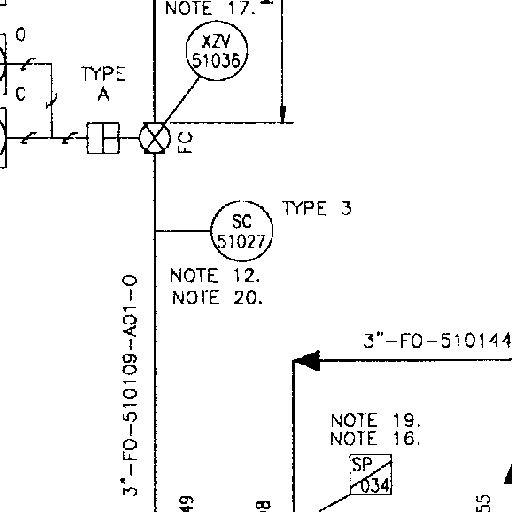 NOTE 17.
O
XZV
51036
TYPE
A
C
FC
SC
51027
TYPE 3
NOTE 12.
NOTE 20.
3"-FO-510109-A01-0
3"-FO-510144
NOTE 19.
NOTE 16.
SP
034
49
55